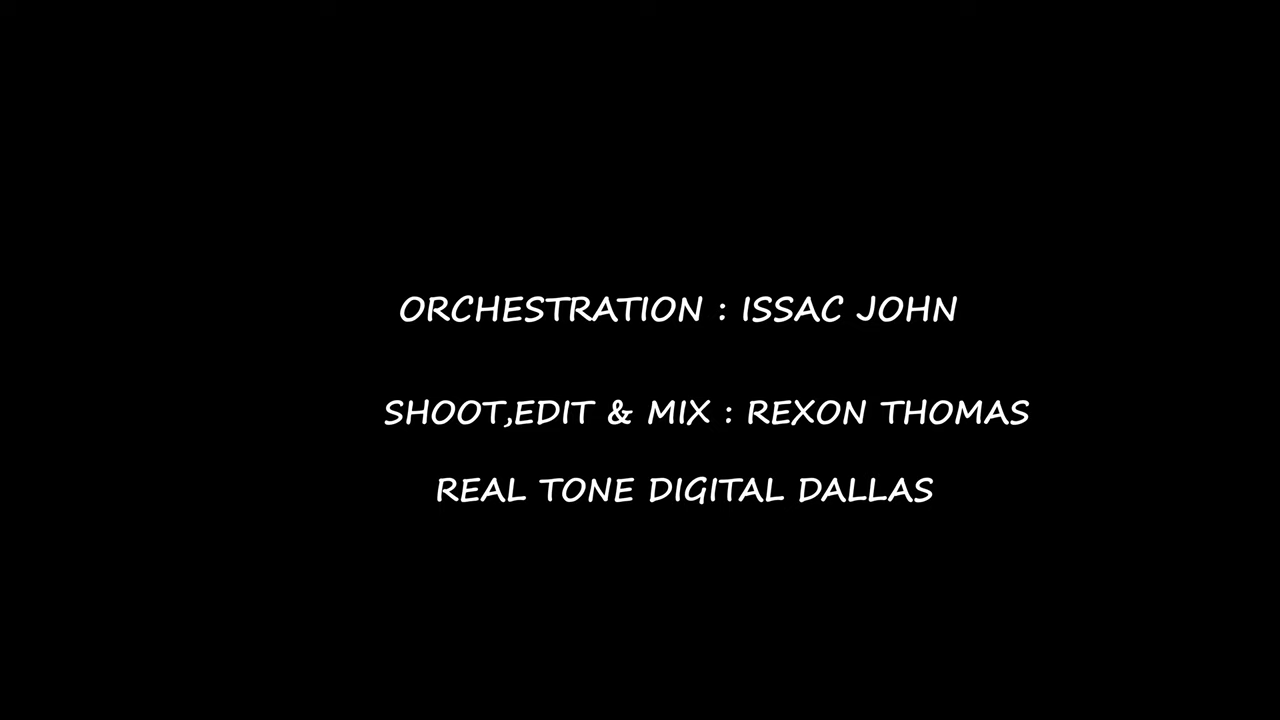 ORCHESTRATION : ISSAC JOHN
SHOOT,EDIT & MIX : REXON THOMAS
REAL TONE DIGITAL DALLAS